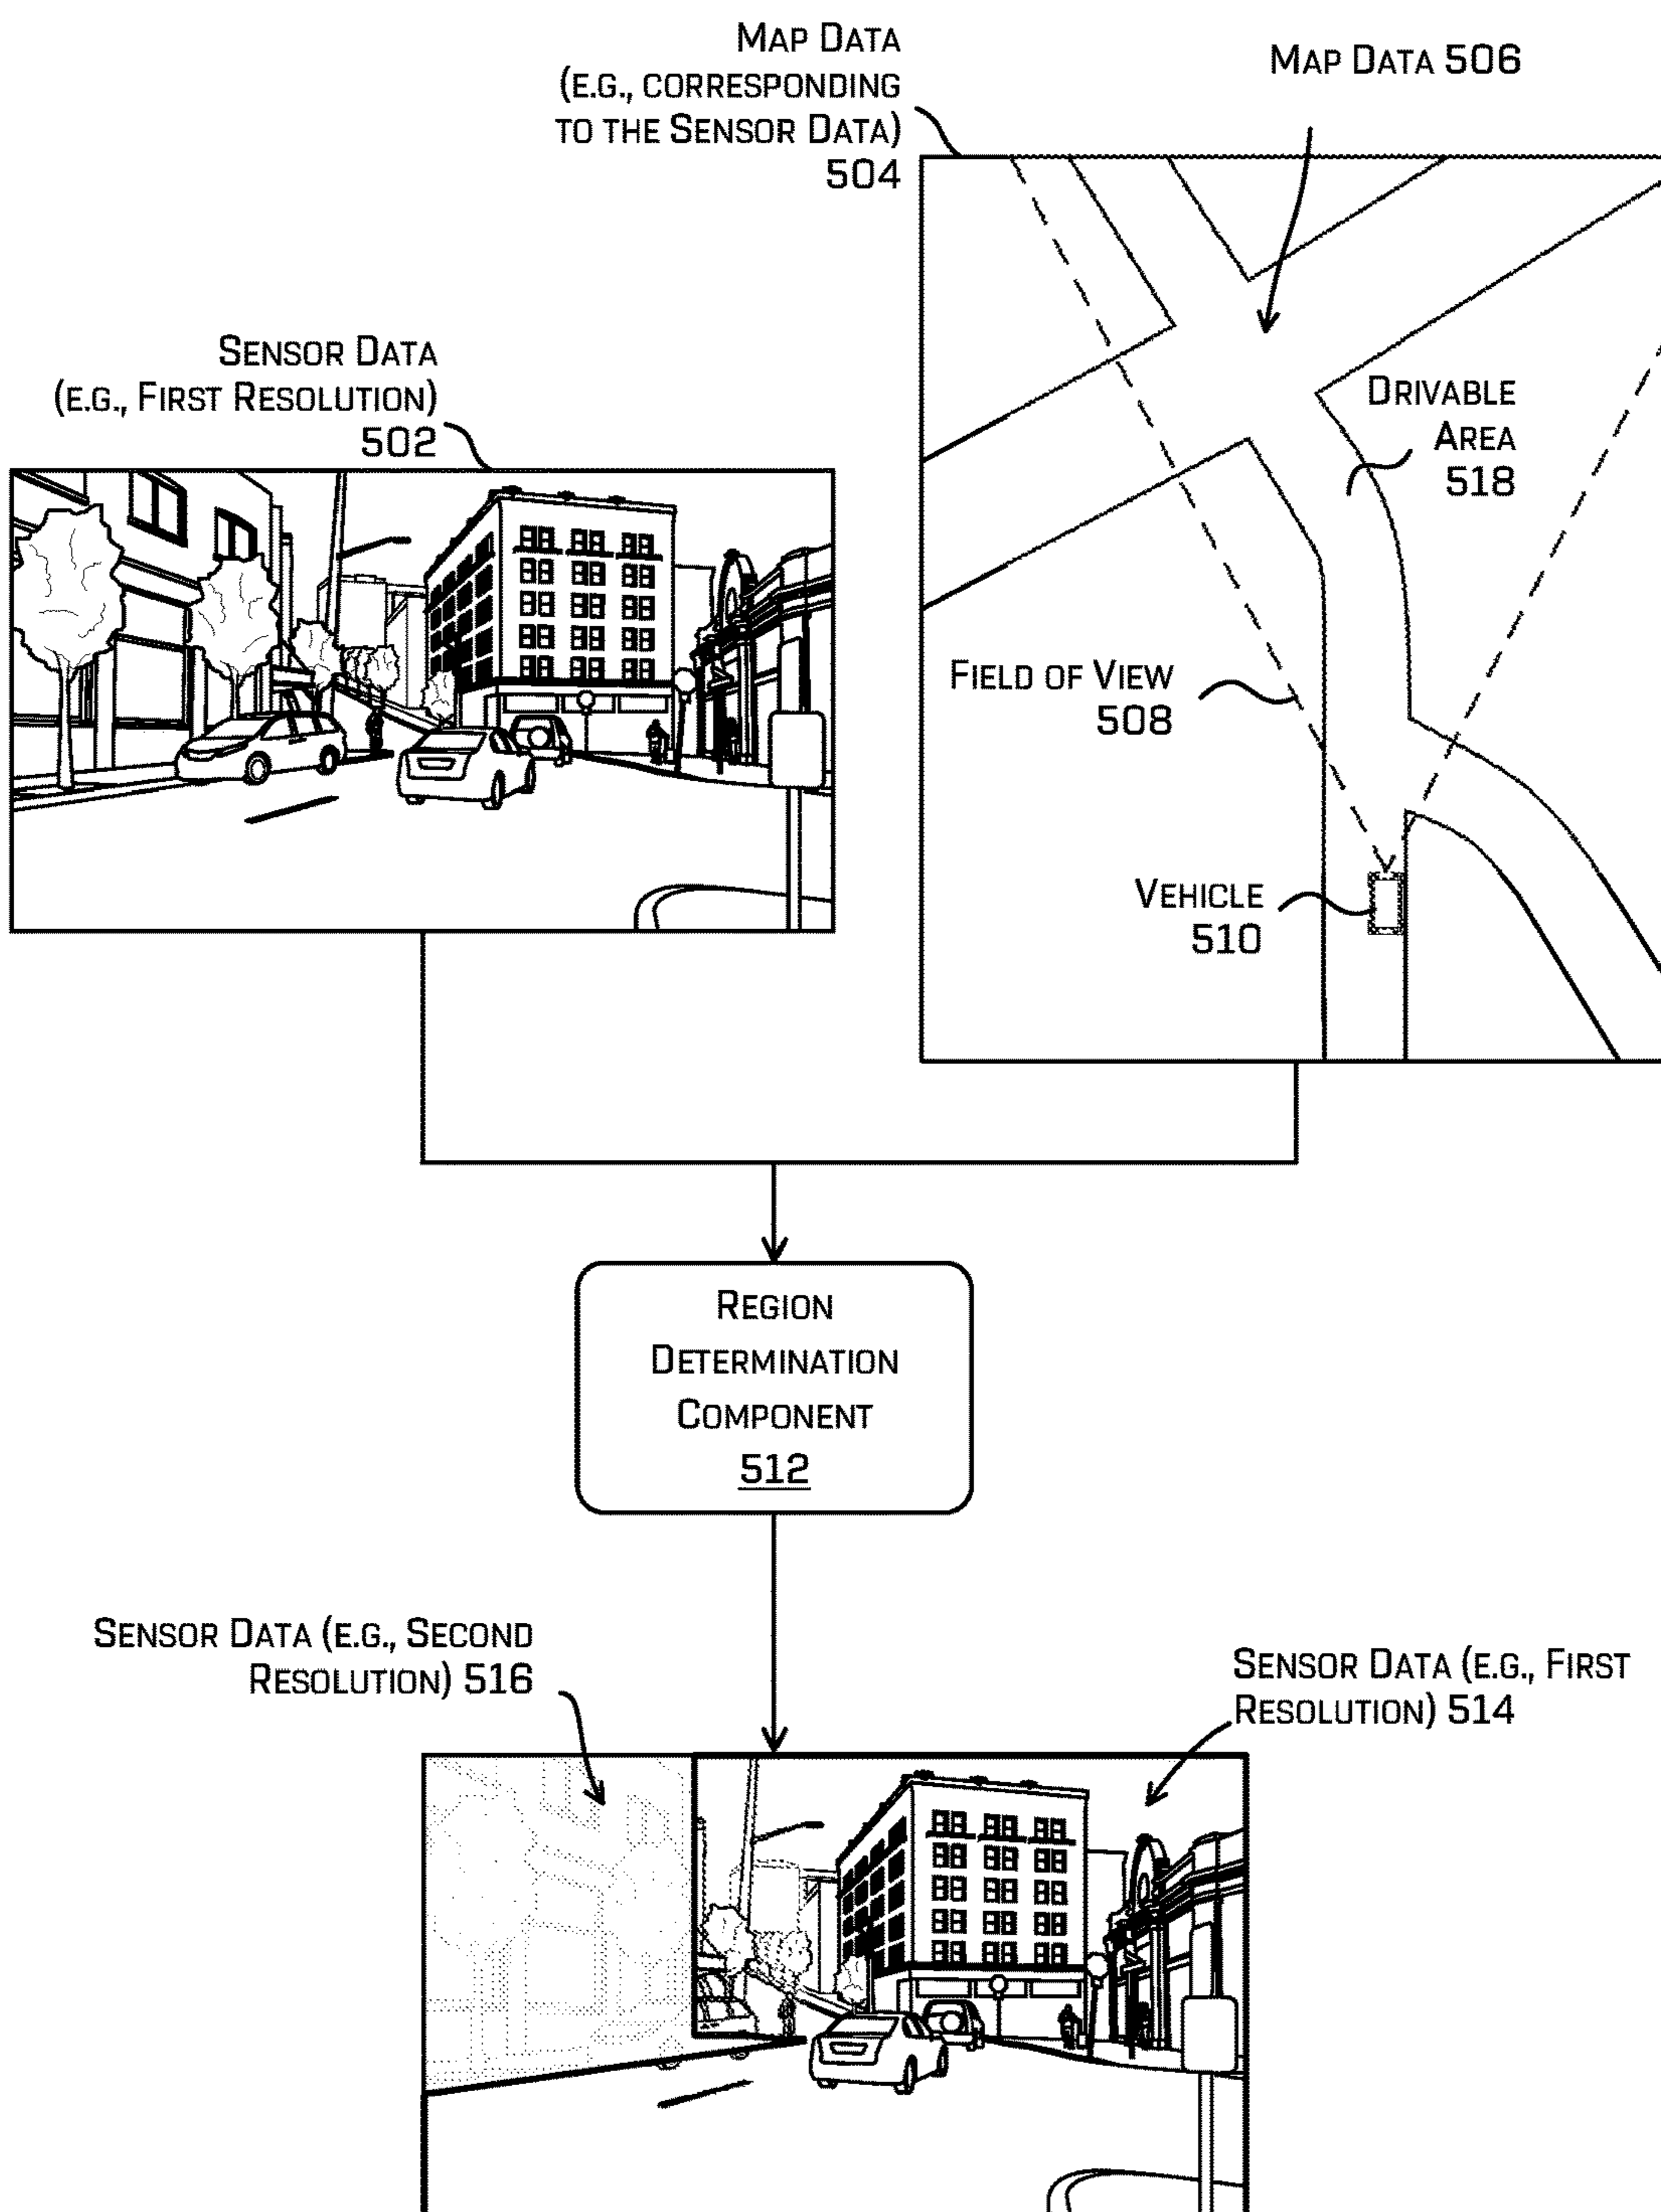 MAP DATA
(E.G., CORRESPONDING
TO THE SENSOR DATA)
504
MAP DATA 506
SENSOR DATA
(E.G., FIRST RESOLUTION)
502
DRIVABLE
AREA
518
FIELD OF VIEW
508
VEHICLE
510
REGION
DETERMINATION
COMPONENT
512
SENSOR DATA (E.G., SECOND
RESOLUTION) 516
SENSOR DATA (E.G., FIRST
RESOLUTION) 514